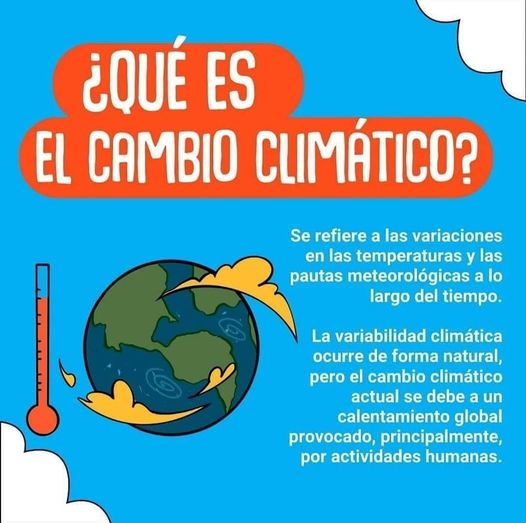 ¿QUÉ ES
EL CAMBIO CLIMÁTICO?
Se refiere a las variaciones
en las temperaturas y las
pautas meteorológicas a lo
largo del tiempo.
La variabilidad climática
ocurre de forma natural,
pero el cambio climático
actual se debe a un
calentamiento global
provocado, principalmente,
por actividades humanas.